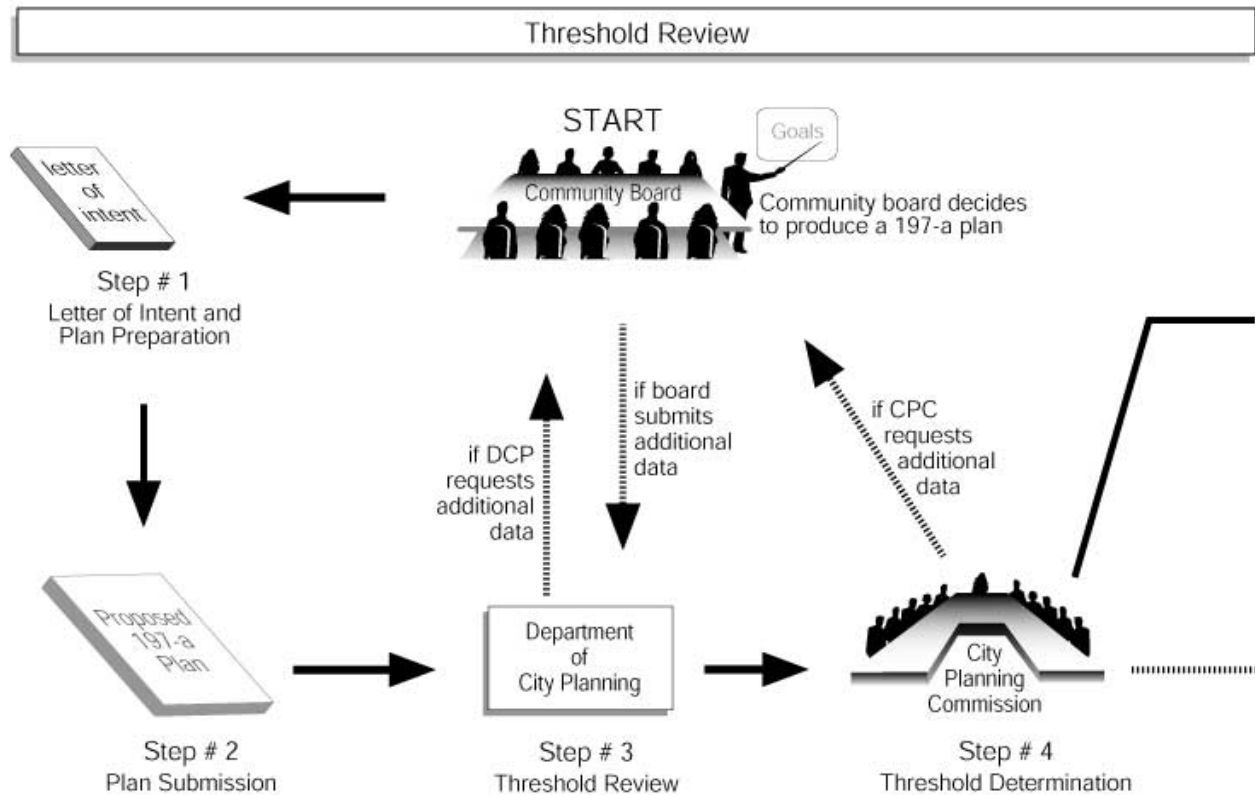 Threshold Review
START
Goals
Community Board
Community board decides
to produce a 197-a plan
letter
of
intent
Step # 1
Letter of Intent and
Plan Preparation
if DCP
requests
additional
data
if board
submits
additional
data
if CPC
requests
additional
data
Proposed
197-a
Plan
Step # 2
Plan Submission
Department
of
City Planning
Step # 3
Threshold Review
City
Planning
Commission
Step # 4
Threshold Determination